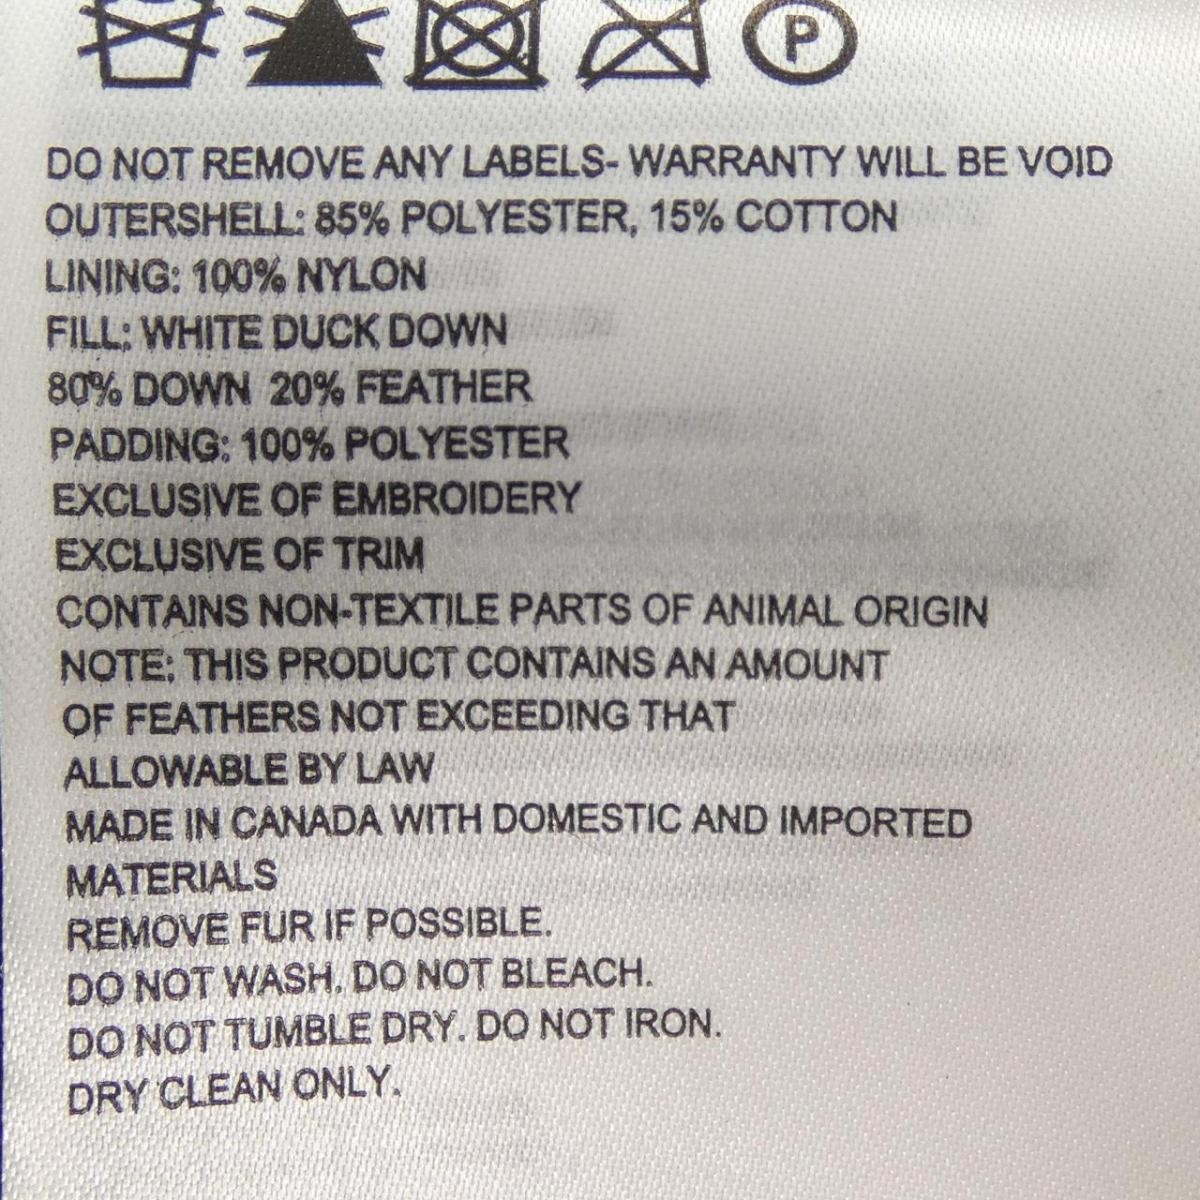 P
DO NOT REMOVE ANY LABELS- WARRANTY WILL BE VOID
OUTERSHELL: 85% POLYESTER, 15% COTTON
LINING: 100% NYLON
FILL: WHITE DUCK DOWN
80% DOWN 20% FEATHER
PADDING: 100% POLYESTER
EXCLUSIVE OF EMBROIDERY
EXCLUSIVE OF TRIM
CONTAINS NON-TEXTILE PARTS OF ANIMAL ORIGIN
NOTE: THIS PRODUCT CONTAINS AN AMOUNT
OF FEATHERS NOT EXCEEDING THAT
ALLOWABLE BY LAW
MADE IN CANADA WITH DOMESTIC AND IMPORTED
MATERIALS
REMOVE FUR IF POSSIBLE.
DO NOT WASH. DO NOT BLEACH.
DO NOT TUMBLE DRY. DO NOT IRON.
DRY CLEAN ONLY.